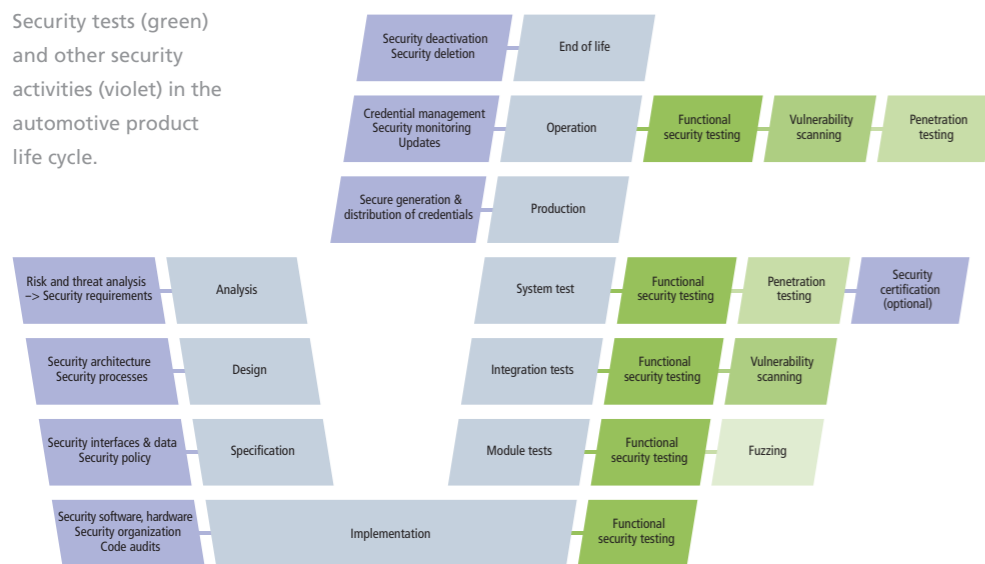 Security tests (green)
and other security
activities (violet) in the
automotive product
life cycle.
Security deactivation
Security deletion
End of life
Credential management
Security monitoring
Updates
Operation
Functional
security testing
Vulnerability
scanning
Penetration
testing
Secure generation &
distribution of credentials
Production
Risk and threat analysis
–> Security requirements
Analysis
System test
Functional
security testing
Penetration
testing
Security
certification
(optional)
Security architecture
Security processes
Design
Integration tests
Functional
security testing
Vulnerability
scanning
Security interfaces & data
Security policy
Specification
Module tests
Functional
security testing
Fuzzing
Security software, hardware
Security organization
Code audits
Implementation
Functional
security testing